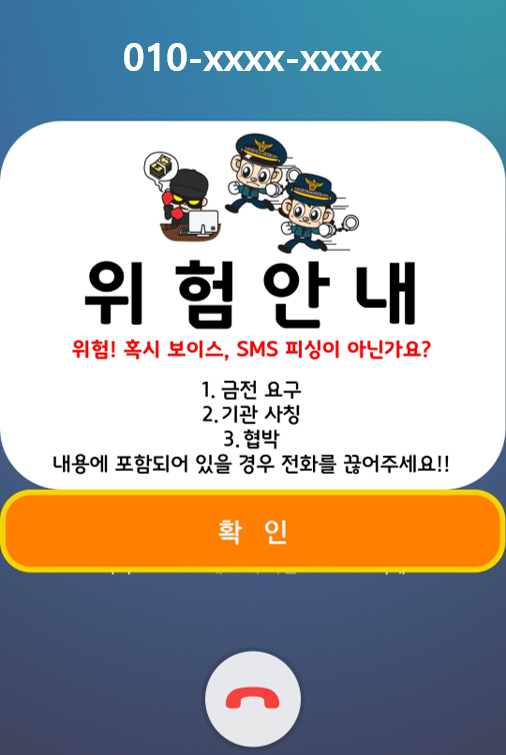 010-xxxx-xxxx
위험안내
위험! 혹시 보이스, SMS 피싱이 아닌가요?
1. 금전 요구
2.기관 사칭
3.협박
내용에 포함되어 있을 경우 전화를 끊어주세요!!
확 인